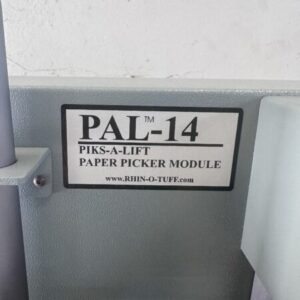 PAL™-14
PIKS-A-LIFT
PAPER PICKER MODULE
www.RHIN-O-TUFF.com